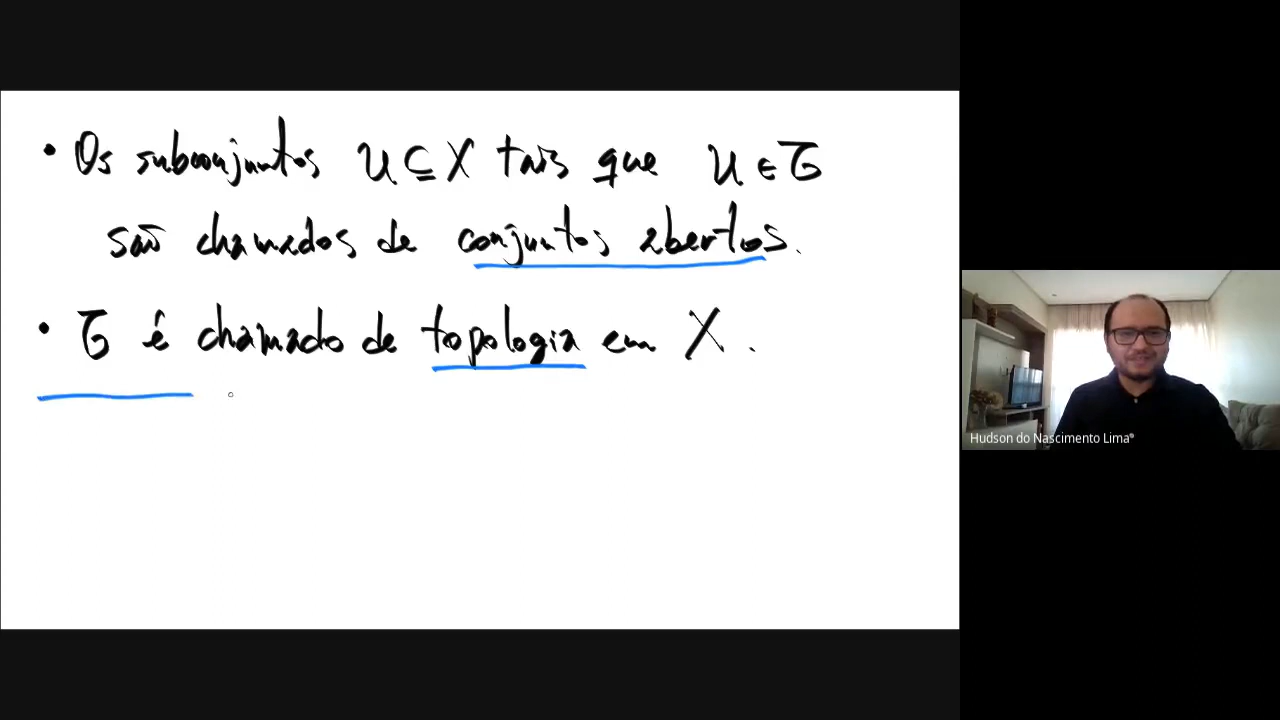 • Os subconjuntos U ⊆ X tais que U ∈ τ
são chamados de conjuntos abertos.
• τ é chamado de topologia em X.
Hudson do Nascimento Lima